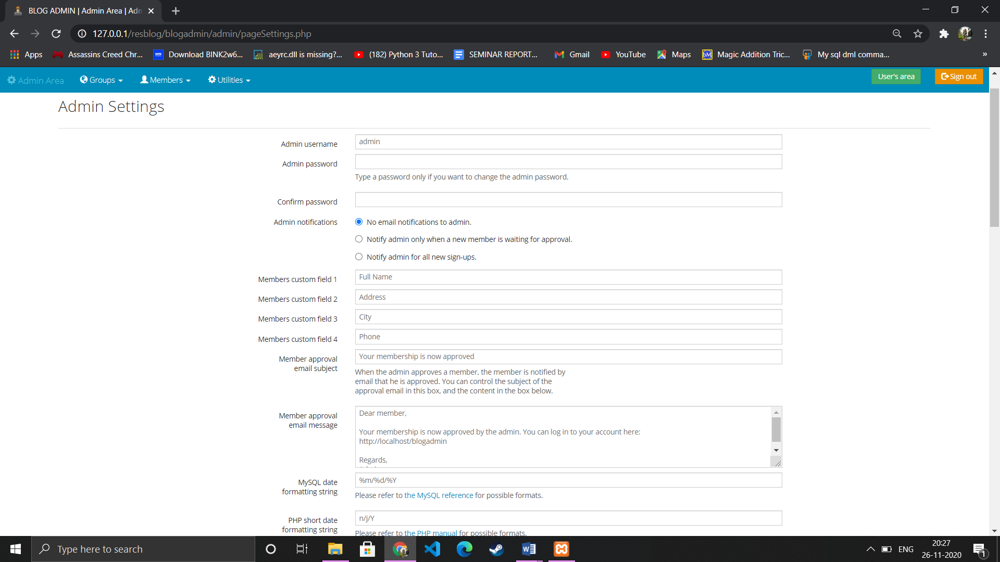 BLOG ADMIN | Admin Area | Adm
127.0.0.1/resblog/blogadmin/admin/pageSettings.php
Apps Assassins Creed Chr... Download BINK2w6... aeyrc.dll is missing?... (182) Python 3 Tuto... SEMINAR REPORT... Gmail YouTube Maps Magic Addition Tric... My sql dml comma... »
Admin Area Groups Members Utilities User's area Sign out
Admin Settings
Admin username admin
Admin password
Type a password only if you want to change the admin password.
Confirm password
Admin notifications No email notifications to admin.
Notify admin only when a new member is waiting for approval.
Notify admin for all new sign-ups.
Members custom field 1 Full Name
Members custom field 2 Address
Members custom field 3 City
Members custom field 4 Phone
Member approval
email subject
Your membership is now approved
When the admin approves a member, the member is notified by
email that he is approved. You can control the subject of the
approval email in this box, and the content in the box below.
Member approval
email message
Dear member,
Your membership is now approved by the admin. You can log in to your account here:
http://localhost/blogadmin
Regards,
MySQL date
formatting string
%m/%d/%Y
Please refer to the MySQL reference for possible formats.
PHP short date
formatting string
n/j/Y
Please refer to the PHP manual for possible formats.
Type here to search
ENG
20:27
26-11-2020
1